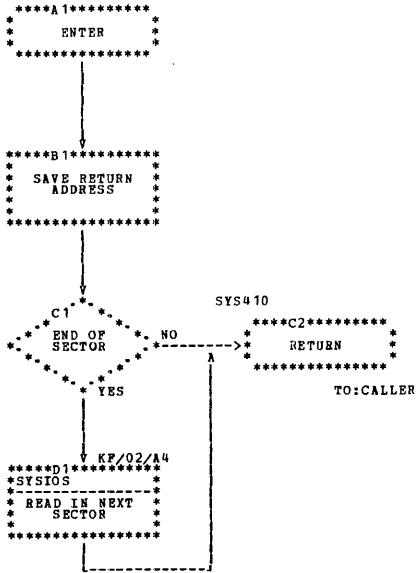 A1
ENTER
B1
SAVE RETURN
ADDRESS
C1
END OF
SECTOR
NO
YES
SYS410
C2
RETURN
A
TO:CALLER
KF/02/A4
D1
SYSIOS
READ IN NEXT
SECTOR